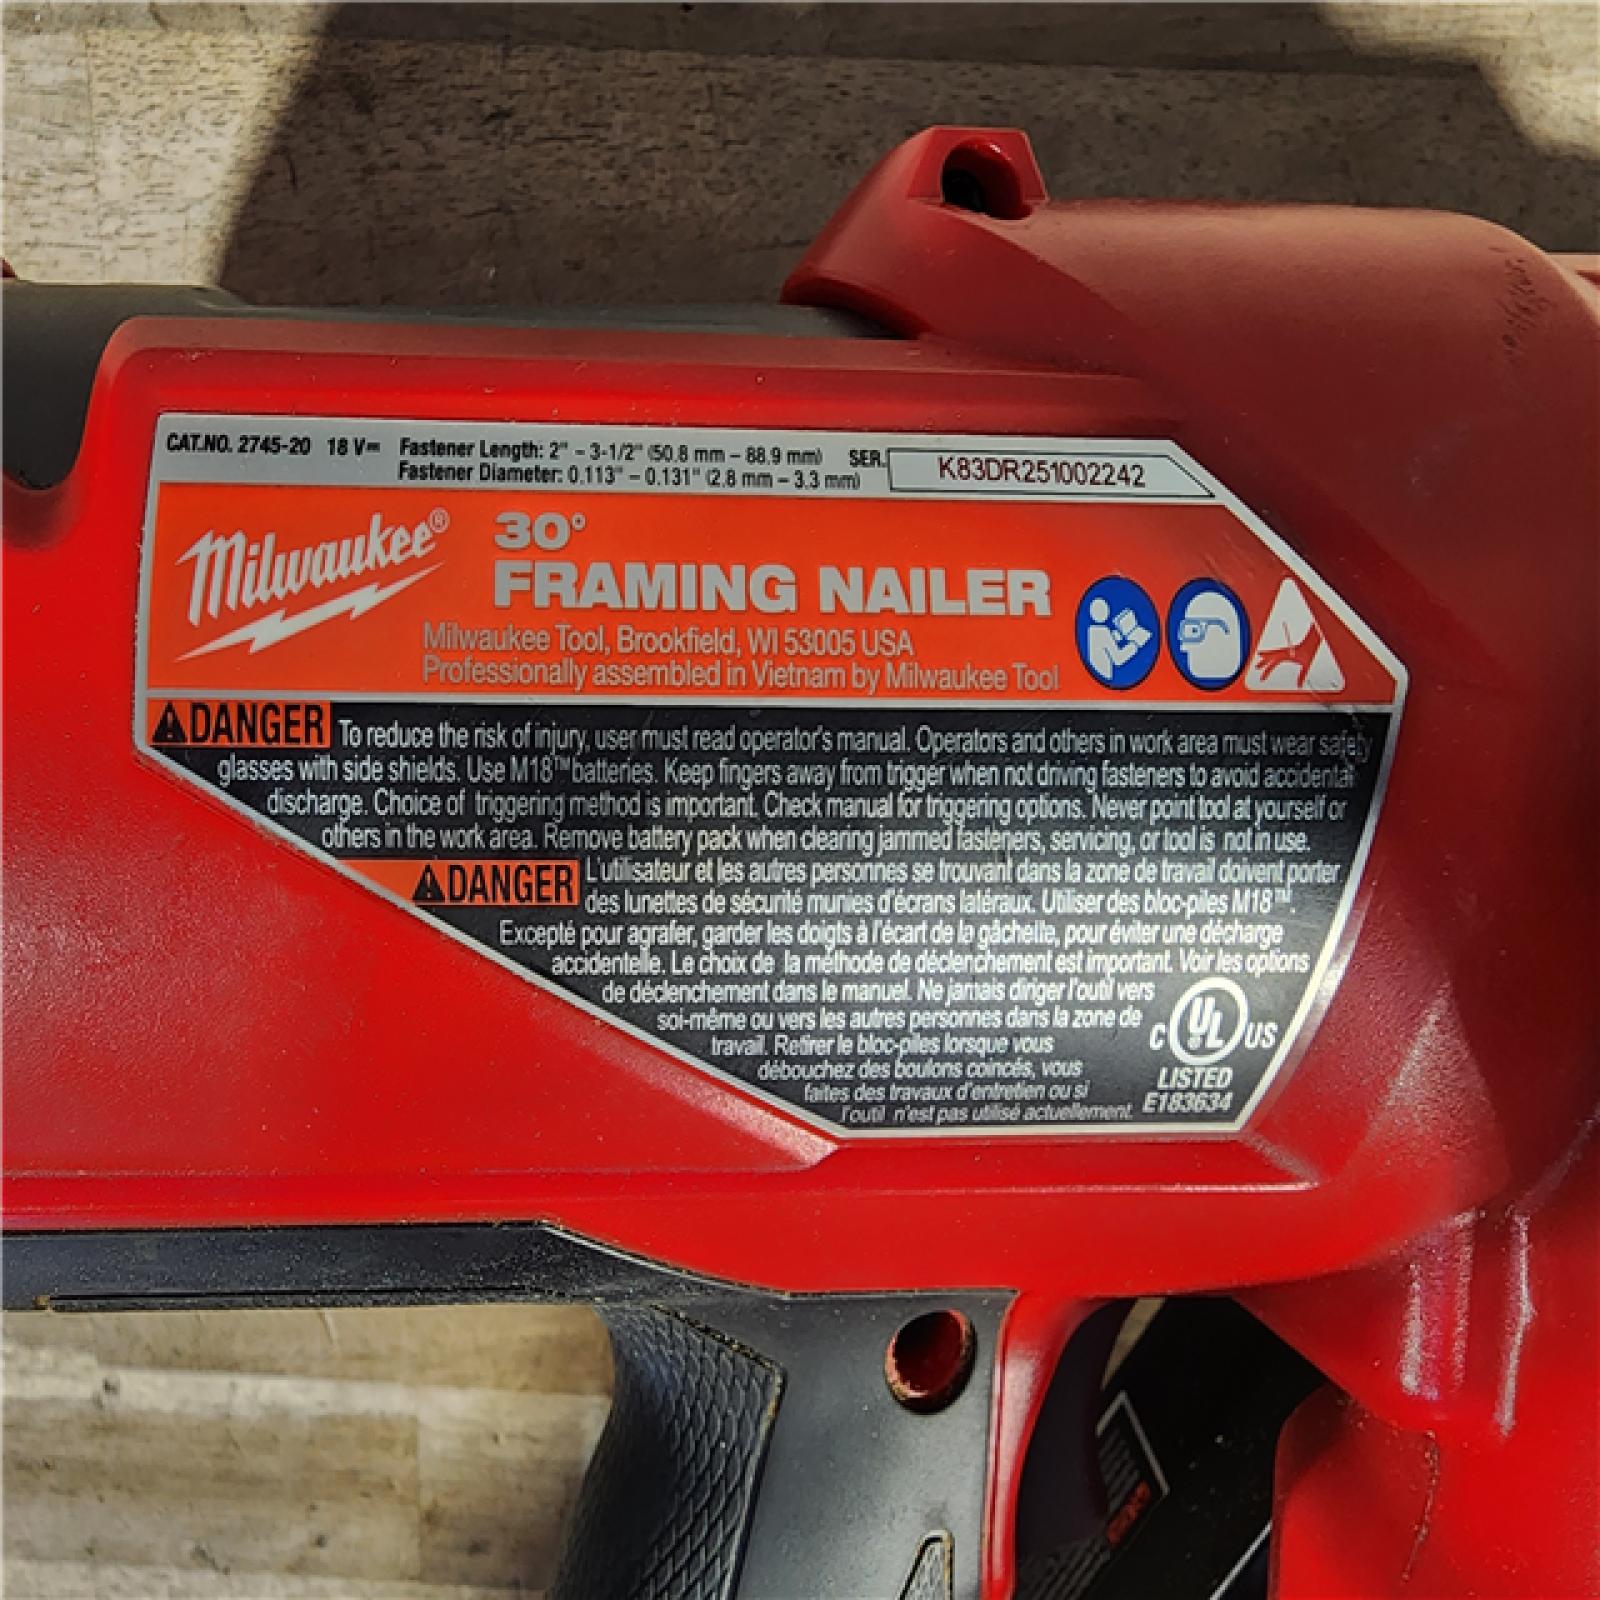 CAT.NO. 2745-20 18 V⎓ Fastener Length: 2" – 3-1/2" (50.8 mm – 88.9 mm) SER. K83DR251002242
Fastener Diameter: 0.113" – 0.131" (2.8 mm – 3.3 mm)
Milwaukee®
30°
FRAMING NAILER
Milwaukee Tool, Brookfield, WI 53005 USA
Professionally assembled in Vietnam by Milwaukee Tool
DANGER To reduce the risk of injury, user must read operator's manual. Operators and others in work area must wear safety
glasses with side shields. Use M18™ batteries. Keep fingers away from trigger when not driving fasteners to avoid accidental
discharge. Choice of triggering method is important. Check manual for triggering options. Never point tool at yourself or
others in the work area. Remove battery pack when clearing jammed fasteners, servicing, or tool is not in use.
DANGER L'utilisateur et les autres personnes se trouvant dans la zone de travail doivent porter
des lunettes de sécurité munies d'écrans latéraux. Utiliser des bloc-piles M18™.
Excepté pour agrafer, garder les doigts à l'écart de la gâchette, pour éviter une décharge
accidentelle. Le choix de la méthode de déclenchement est important. Voir les options
de déclenchement dans le manuel. Ne jamais diriger l'outil vers
soi-même ou vers les autres personnes dans la zone de
travail. Retirer le bloc-piles lorsque vous
débouchez des boulons coincés, vous
faites des travaux d'entretien ou si
l'outil n'est pas utilisé actuellement.
C UL US
LISTED
E183634